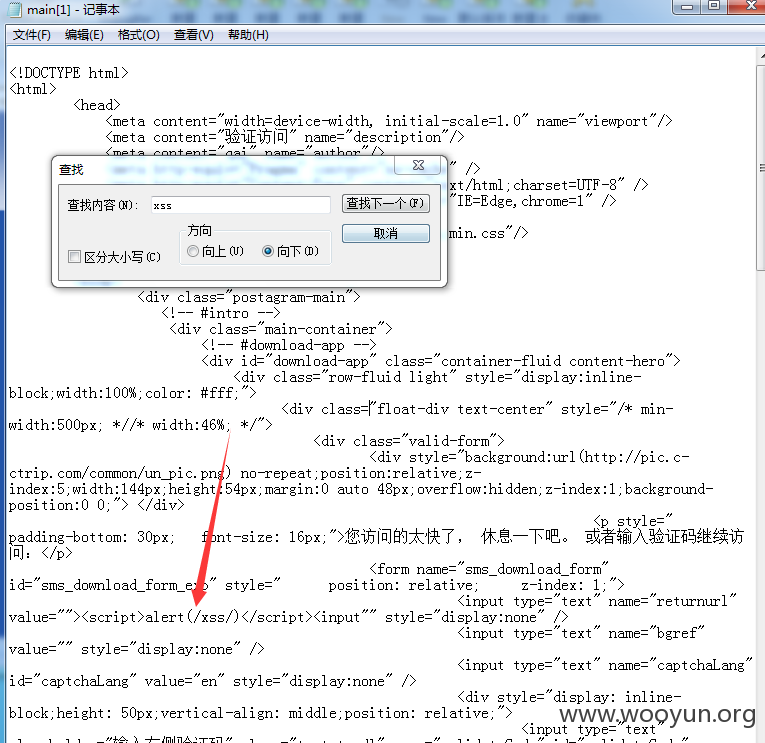 main[1] - 记事本
文件(F) 编辑(E) 格式(O) 查看(V) 帮助(H)
<!DOCTYPE html>
<html>
<head>
<meta content="width=device-width, initial-scale=1.0" name="viewport"/>
<meta content="验证访问" name="description"/>
<meta content="qai" name="author"/>
" />
xt/html;charset=UTF-8" />
"IE=Edge,chrome=1" />
min.css"/>
查找
查找内容(N): xss 查找下一个(F)
方向 取消
区分大小写(C) 向上(U) 向下(D)
<div class="postagram-main">
<!-- #intro -->
<div class="main-container">
<!-- #download-app -->
<div id="download-app" class="container-fluid content-hero">
<div class="row-fluid light" style="display:inline-
block;width:100%;color: #fff;">
<div class="float-div text-center" style="/* min-
width:500px; *//* width:46%; */">
<div class="valid-form">
<div style="background:url(http://pic.c-
ctrip.com/common/un_pic.png) no-repeat;position:relative;z-
index:5;width:144px;height:54px;margin:0 auto 48px;overflow:hidden;z-index:1;background-
position:0 0;"> </div>
<p style="
padding-bottom: 30px; font-size: 16px;">您访问的太快了， 休息一下吧。 或者输入验证码继续访
问：</p>
<form name="sms_download_form"
style=" position: relative; z-index: 1;">
<input type="text" name="returnurl"
value=""><script>alert(/xss/)</script><input"" style="display:none" />
<input type="text" name="bgref"
value="" style="display:none" />
<input type="text" name="captchaLang"
id="captchaLang" value="en" style="display:none" />
<div style="display: inline-
block;height: 50px;vertical-align: middle;position: relative;">
<input type="text"
www.wooyun.org